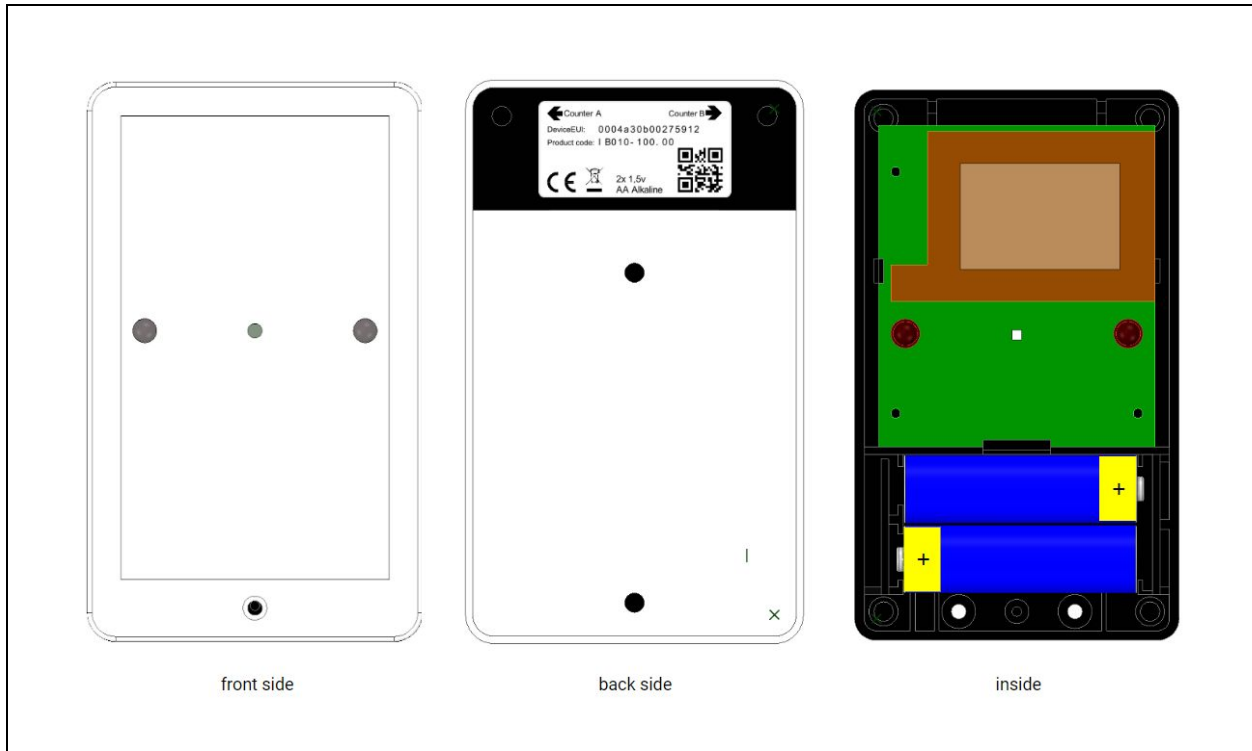 Counter A Counter B
DeviceEUI: 0004a30b00275912
Product code: I B010-100.00
CE 2x 1,5v
AA Alkaline
+
+
front side back side inside